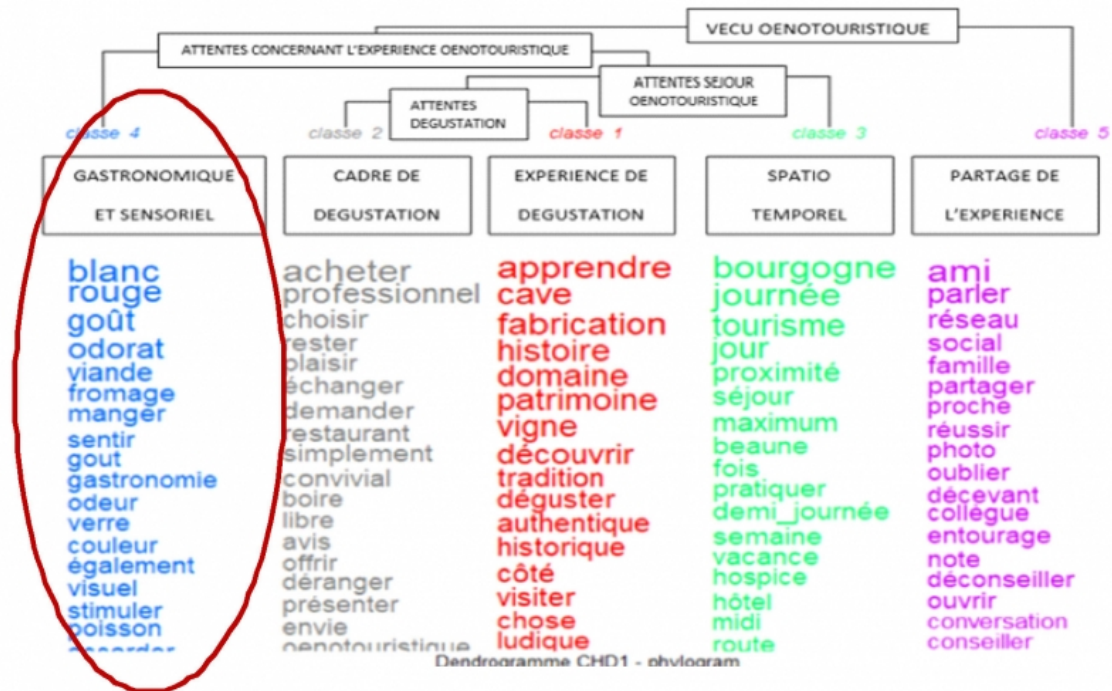 VECU OENOTOURISTIQUE
ATTENTES CONCERNANT L'EXPERIENCE OENOTOURISTIQUE
ATTENTES SEJOUR
OENOTOURISTIQUE
ATTENTES
DEGUSTATION
classe 4
classe 2
classe 1
classe 3
classe 5
GASTRONOMIQUE
ET SENSORIEL
CADRE DE
DEGUSTATION
EXPERIENCE DE
DEGUSTATION
SPATIO
TEMPOREL
PARTAGE DE
L'EXPERIENCE
blanc
rouge
goût
odorat
viande
fromage
manger
sentir
gout
gastronomie
odeur
verre
couleur
également
visuel
stimuler
poisson
accorder
acheter
professionnel
choisir
rester
plaisir
échanger
demander
restaurant
simplement
convivial
boire
libre
avis
offrir
déranger
présenter
envie
oenotouristique
apprendre
cave
fabrication
histoire
domaine
patrimoine
vigne
découvrir
tradition
déguster
authentique
historique
côté
visiter
chose
ludique
bourgogne
journée
tourisme
jour
proximité
séjour
maximum
beaune
fois
pratiquer
demi_journée
semaine
vacance
hospice
hôtel
midi
route
ami
parler
réseau
social
famille
partager
proche
réussir
photo
oublier
décevant
collègue
entourage
note
déconseiller
ouvrir
conversation
conseiller
Dendrogramme CHD1 - phylogram